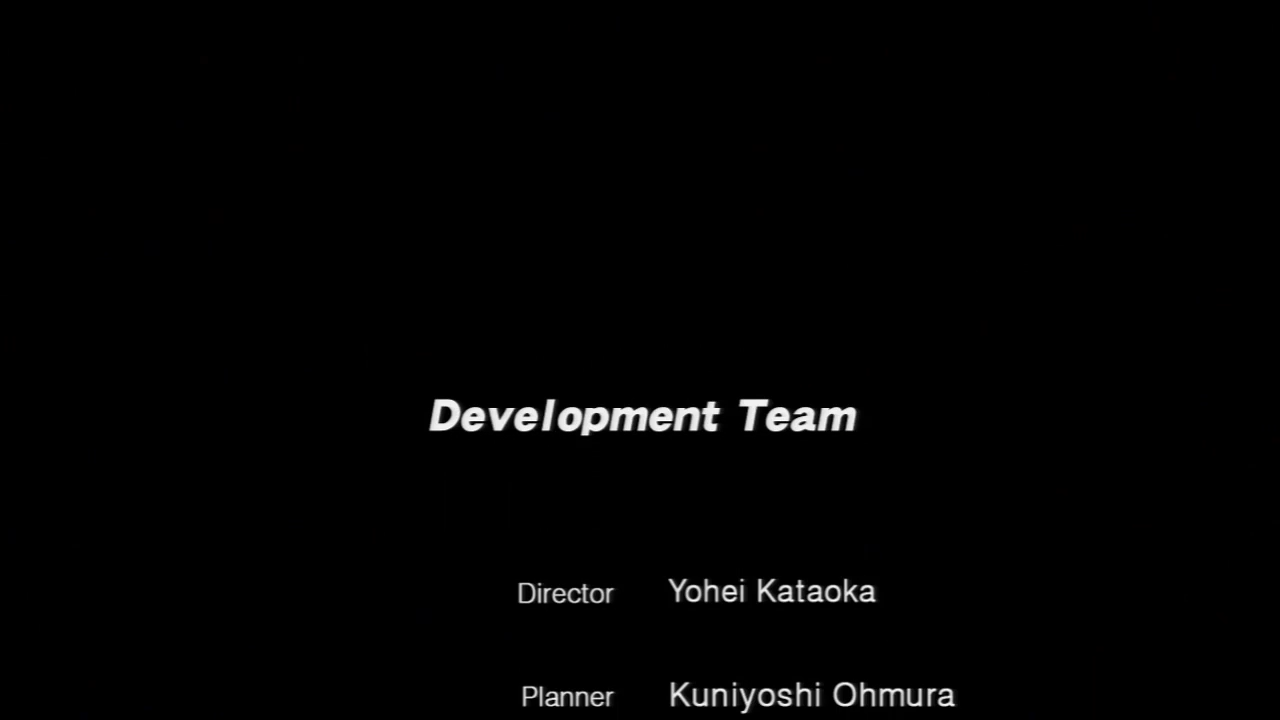 Development Team
Director Yohei Kataoka
Planner Kuniyoshi Ohmura